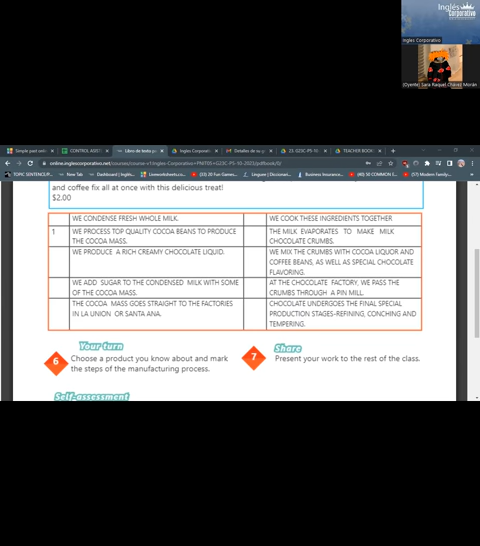 Inglés
Corporativo
Inglés Corporativo
(Oyente) Sara Raquel Chávez Morán
Simple past onl
CONTROL ASIST
Libro de texto p
Inglés Corporati
Detalles de su p
23. G23C-P5-10
TEACHER BOOK
online.inglescorporativo.net/courses/course-v1:Ingles-Corporativo+
TOPIC SENTENCE/P
New Tab
Dashboard | Inglés
Liveworksheets.co
(33) 20 Fun Games
Linguee | Diccionari
Business Insurance
(40) 50 COMMON E
(57) Modern Family
and coffee fix all at once with this delicious treat!
$2.00
WE CONDENSE FRESH WHOLE MILK.
WE COOK THESE INGREDIENTS TOGETHER
1
WE PROCESS TOP QUALITY COCOA BEANS TO PRODUCE
THE COCOA MASS.
THE MILK EVAPORATES TO MAKE MILK
CHOCOLATE CRUMBS.
WE PRODUCE A RICH CREAMY CHOCOLATE LIQUID.
WE MIX THE CRUMBS WITH COCOA LIQUOR AND
COFFEE BEANS, AS WELL AS SPECIAL CHOCOLATE
FLAVORING.
WE ADD SUGAR TO THE CONDENSED MILK WITH SOME
OF THE COCOA MASS.
AT THE CHOCOLATE FACTORY, WE PASS THE
CRUMBS THROUGH A PIN MILL.
THE COCOA MASS GOES STRAIGHT TO THE FACTORIES
IN LA UNION OR SANTA ANA.
CHOCOLATE UNDERGOES THE FINAL SPECIAL
PRODUCTION STAGES-REFINING, CONCHING AND
TEMPERING.
Your turn
6
Choose a product you know about and mark
the steps of the manufacturing process.
Share
7
Present your work to the rest of the class.
Self-assessment